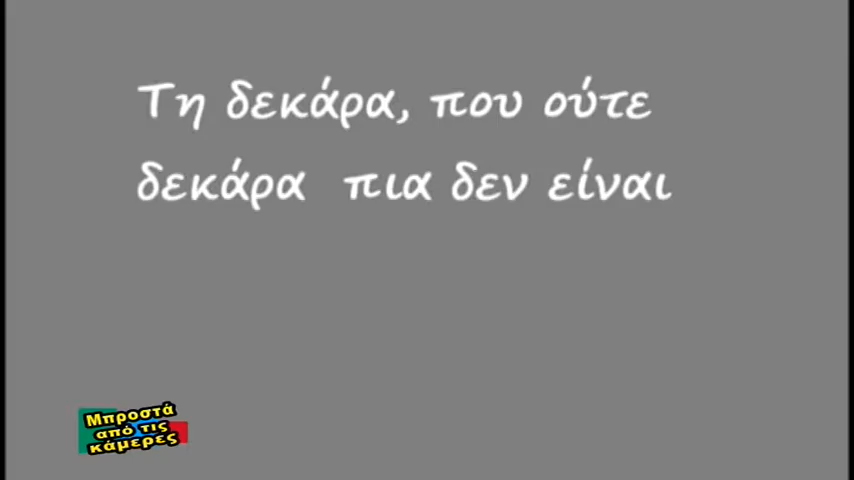 Τη δεκάρα, που ούτε
δεκάρα πια δεν είναι
Μπροστά
από τις
κάμερες